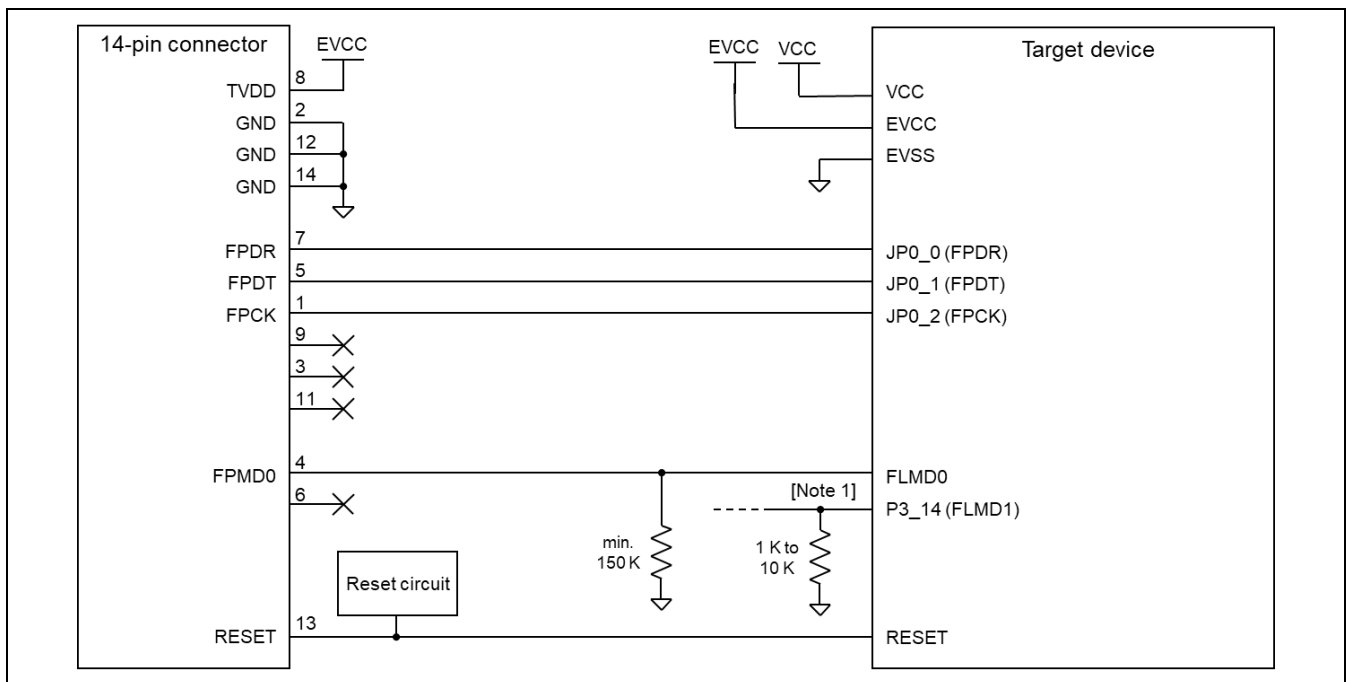 14-pin connector
EVCC
EVCC
VCC
Target device
8
TVDD
VCC
2
GND
EVCC
12
GND
EVSS
14
GND
7
FPDR
JP0_0 (FPDR)
5
FPDT
JP0_1 (FPDT)
1
FPCK
JP0_2 (FPCK)
9
3
11
4
FPMD0
FLMD0
6
[Note 1]
P3_14 (FLMD1)
min.
150 K
1 K to
10 K
Reset circuit
13
RESET
RESET